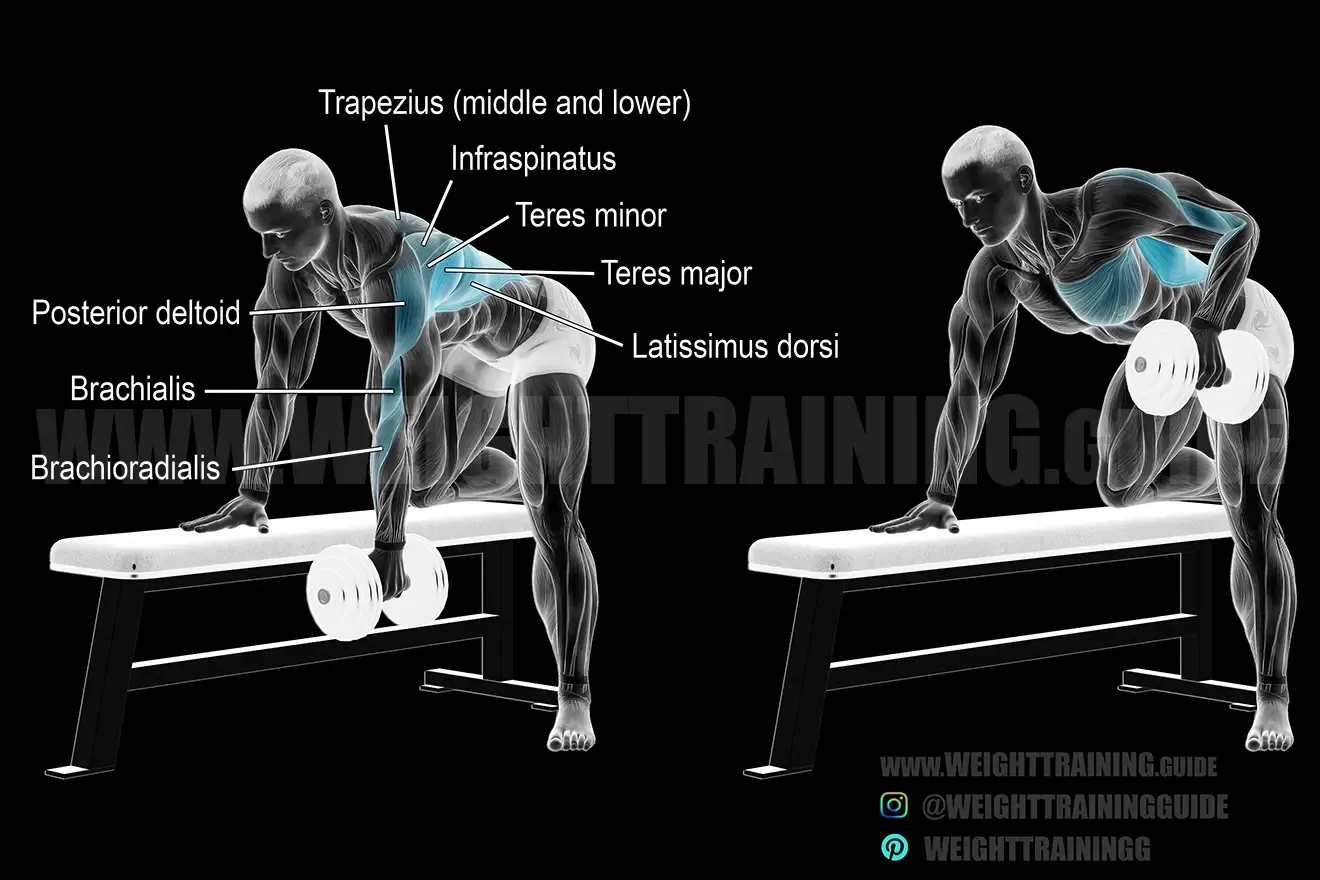 Trapezius (middle and lower)
Infraspinatus
Teres minor
Teres major
Posterior deltoid
Latissimus dorsi
Brachialis
Brachioradialis
WWW.WEIGHTTRAINING.GUIDE
WWW.WEIGHTTRAINING.GUIDE
@WEIGHTTRAININGGUIDE
WEIGHTTRAININGG